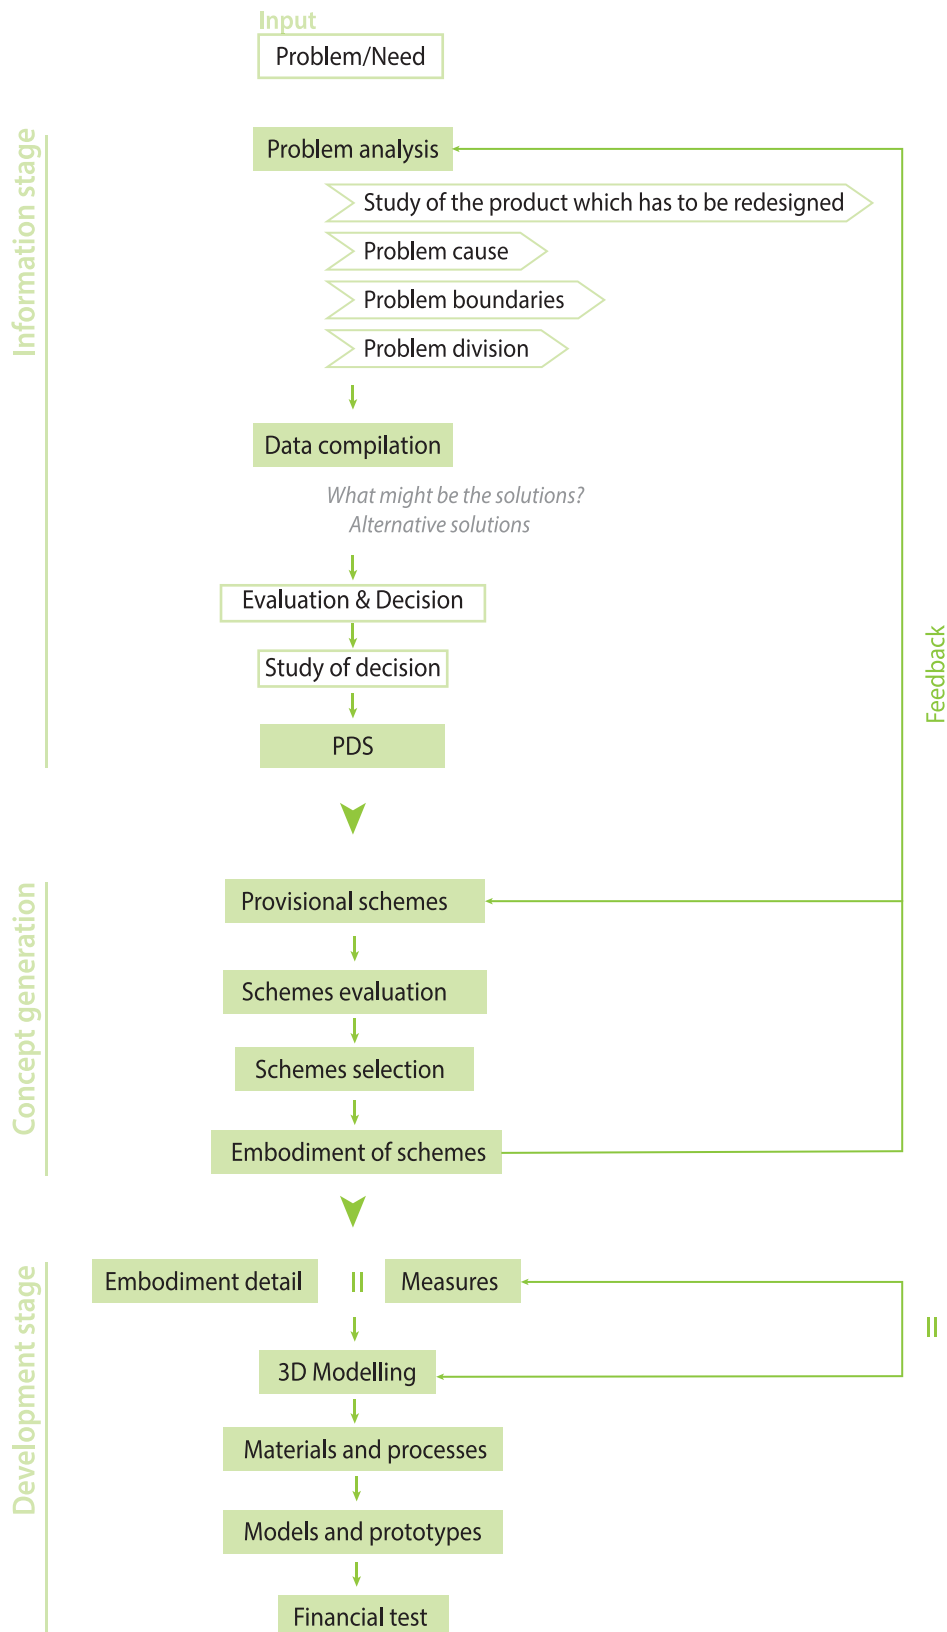 Input
Problem/Need
Information stage
Problem analysis
Study of the product which has to be redesigned
Problem cause
Problem boundaries
Problem division
Data compilation
What might be the solutions?
Alternative solutions
Evaluation & Decision
Study of decision
PDS
Feedback
Concept generation
Provisional schemes
Schemes evaluation
Schemes selection
Embodiment of schemes
Development stage
Embodiment detail
Measures
3D Modelling
Materials and processes
Models and prototypes
Financial test